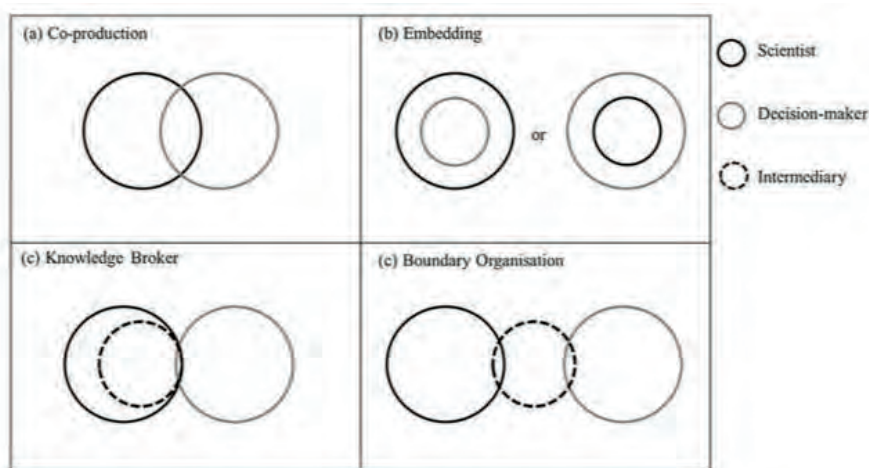 (a) Co-production
(b) Embedding
or
Scientist
Decision-maker
Intermediary
(c) Knowledge Broker
(c) Boundary Organisation